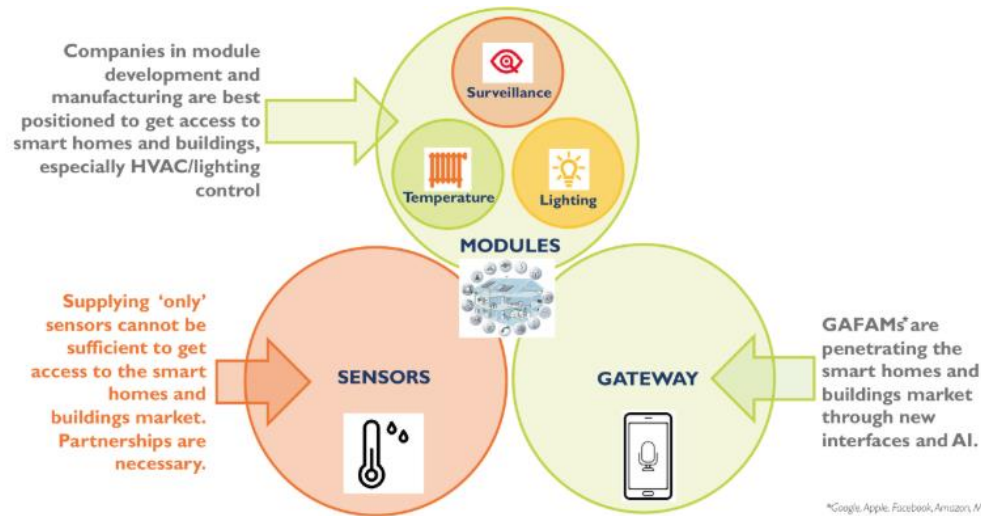 Companies in module
development and
manufacturing are best
positioned to get access to
smart homes and buildings,
especially HVAC/lighting
control
Surveillance
Temperature
Lighting
MODULES
Supplying ‘only’
sensors cannot be
sufficient to get
access to the smart
homes and
buildings market.
Partnerships are
necessary.
SENSORS
GATEWAY
GAFAMs* are
penetrating the
smart homes and
buildings market
through new
interfaces and AI.
*Google, Apple, Facebook, Amazon, M